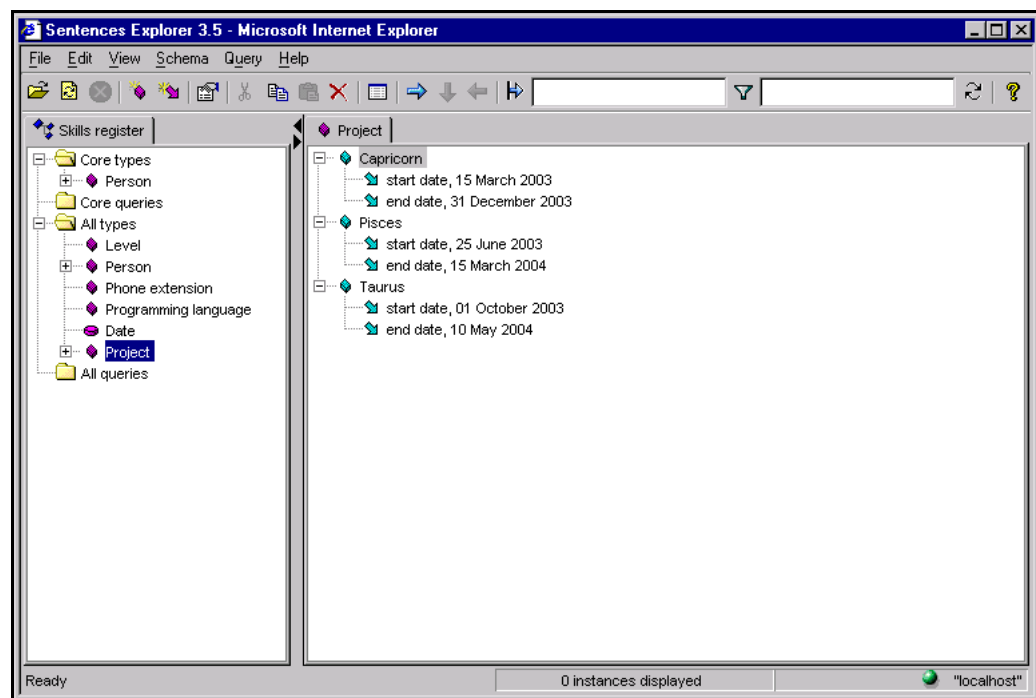 Sentences Explorer 3.5 - Microsoft Internet Explorer
File Edit View Schema Query Help
Skills register
Core types
Person
Core queries
All types
Level
Person
Phone extension
Programming language
Date
Project
All queries
Project
Capricorn
start date, 15 March 2003
end date, 31 December 2003
Pisces
start date, 25 June 2003
end date, 15 March 2004
Taurus
start date, 01 October 2003
end date, 10 May 2004
Ready
0 instances displayed
"localhost"